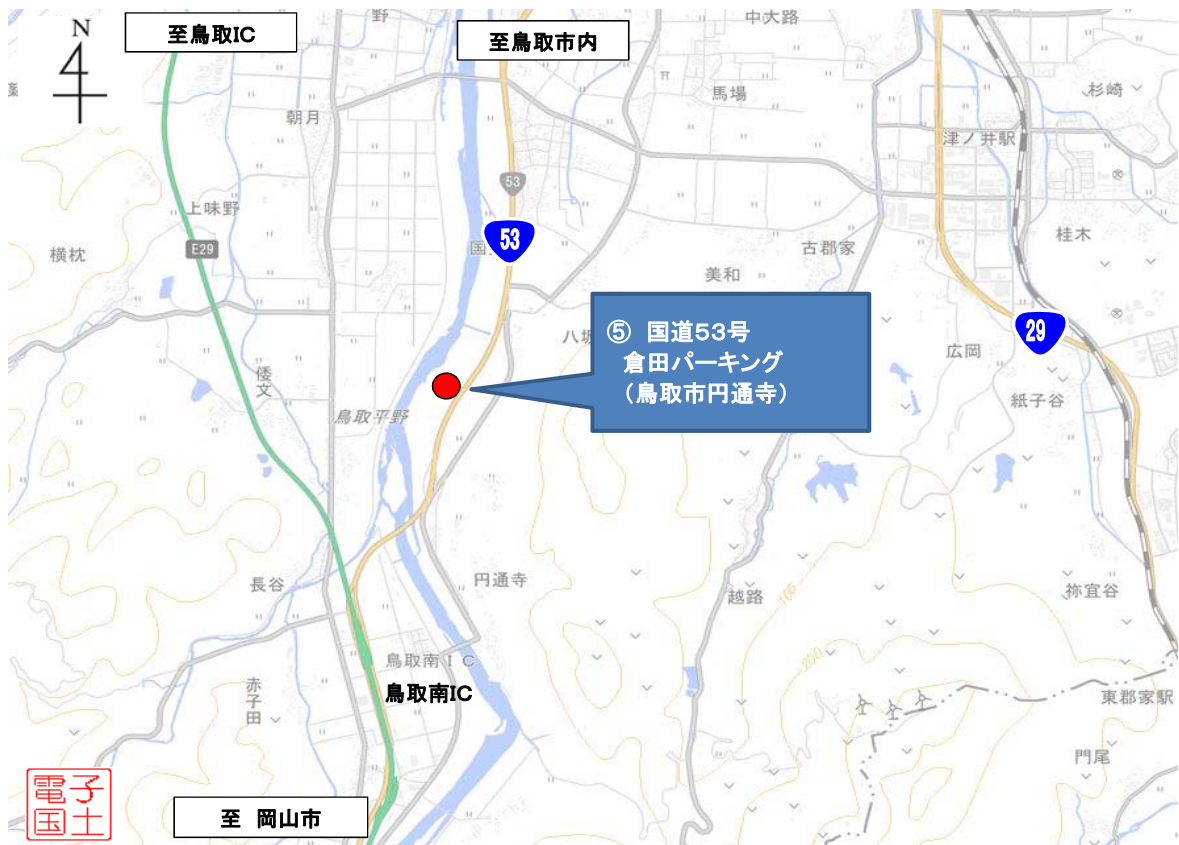 至鳥取IC
至鳥取市内
N
野
中大路
篠
朝月
馬場
杉崎
津ノ井駅
53
上味野
E29
53
国
横枕
桂木
古郡家
美和
⑤ 国道53号
倉田パーキング
（鳥取市円通寺）
八坂
29
広岡
倭文
鳥取平野
紙子谷
長谷
円通寺
越路
100
祢宜谷
200
鳥取南IC
鳥取南IC
赤子田
東郡家駅
門尾
電子
国土
至 岡山市